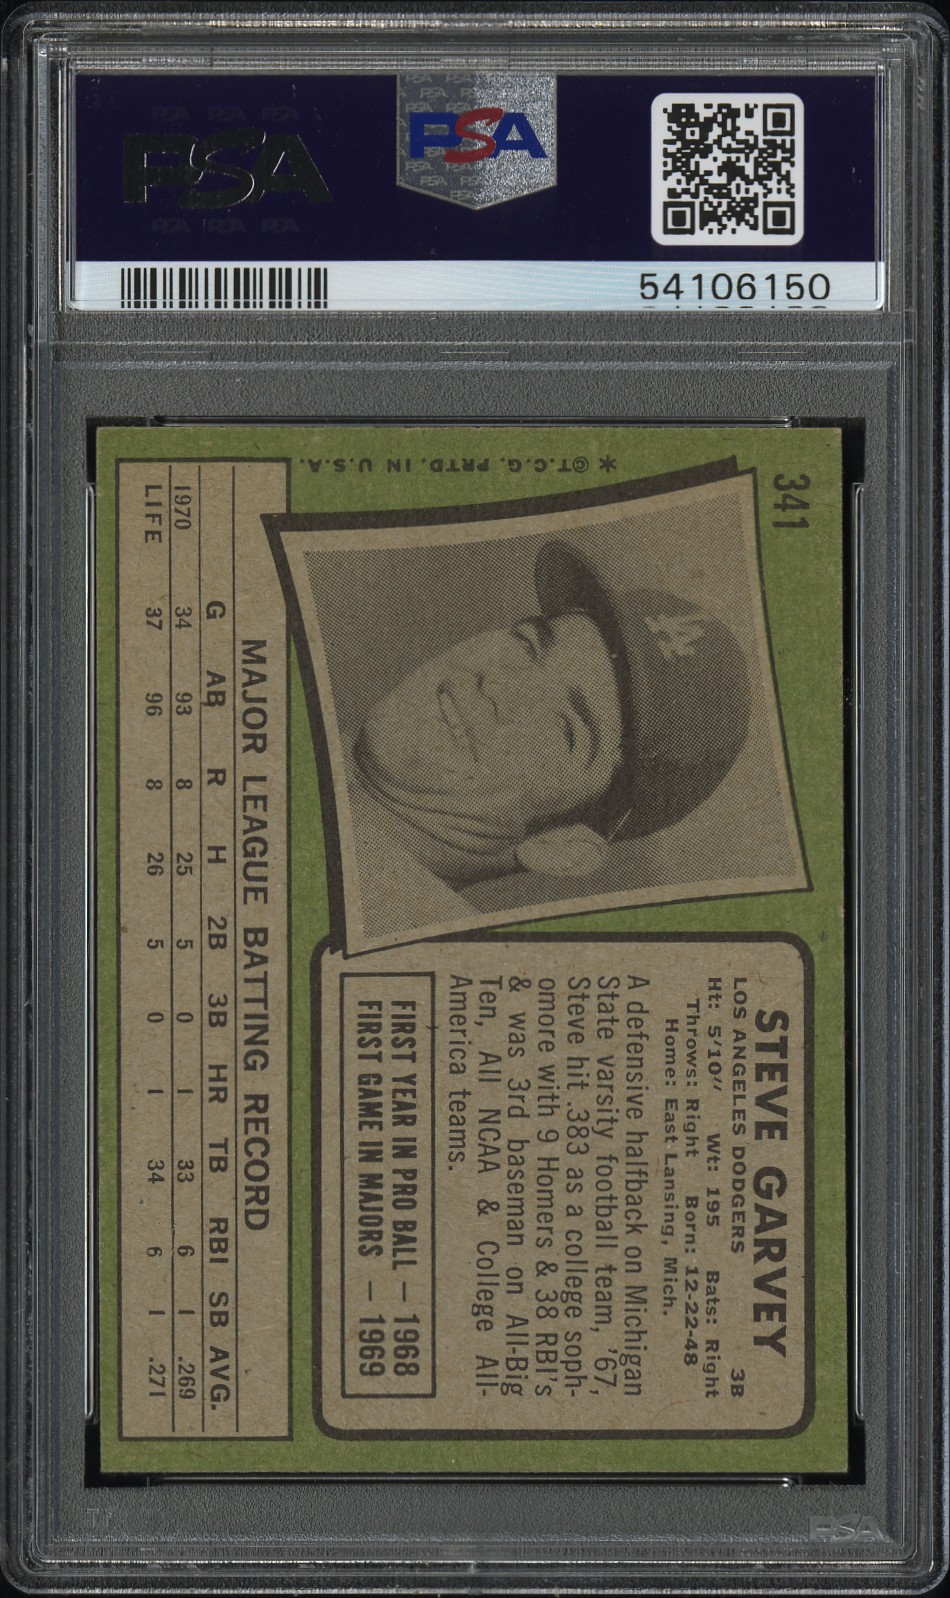 PSA
PSA
54106150
341
*©T.C.G. PRTD. IN U.S.A.
STEVE GARVEY
LOS ANGELES DODGERS 3B
Ht: 5'10" Wt: 195 Bats: Right
Throws: Right Born: 12-22-48
Home: East Lansing, Mich.
A defensive halfback on Michigan
State varsity football team, '67,
Steve hit .383 as a college soph-
omore with 9 Homers & 38 RBI's
& was 3rd baseman on All-Big
Ten, All NCAA & College All-
America teams.
FIRST YEAR IN PRO BALL — 1968
FIRST GAME IN MAJORS — 1969
MAJOR LEAGUE BATTING RECORD
G AB R H 2B 3B HR TB RBI SB AVG.
1970 34 93 8 25 5 0 1 33 6 1 .269
LIFE 37 96 8 26 5 0 1 34 6 1 .271
PSA